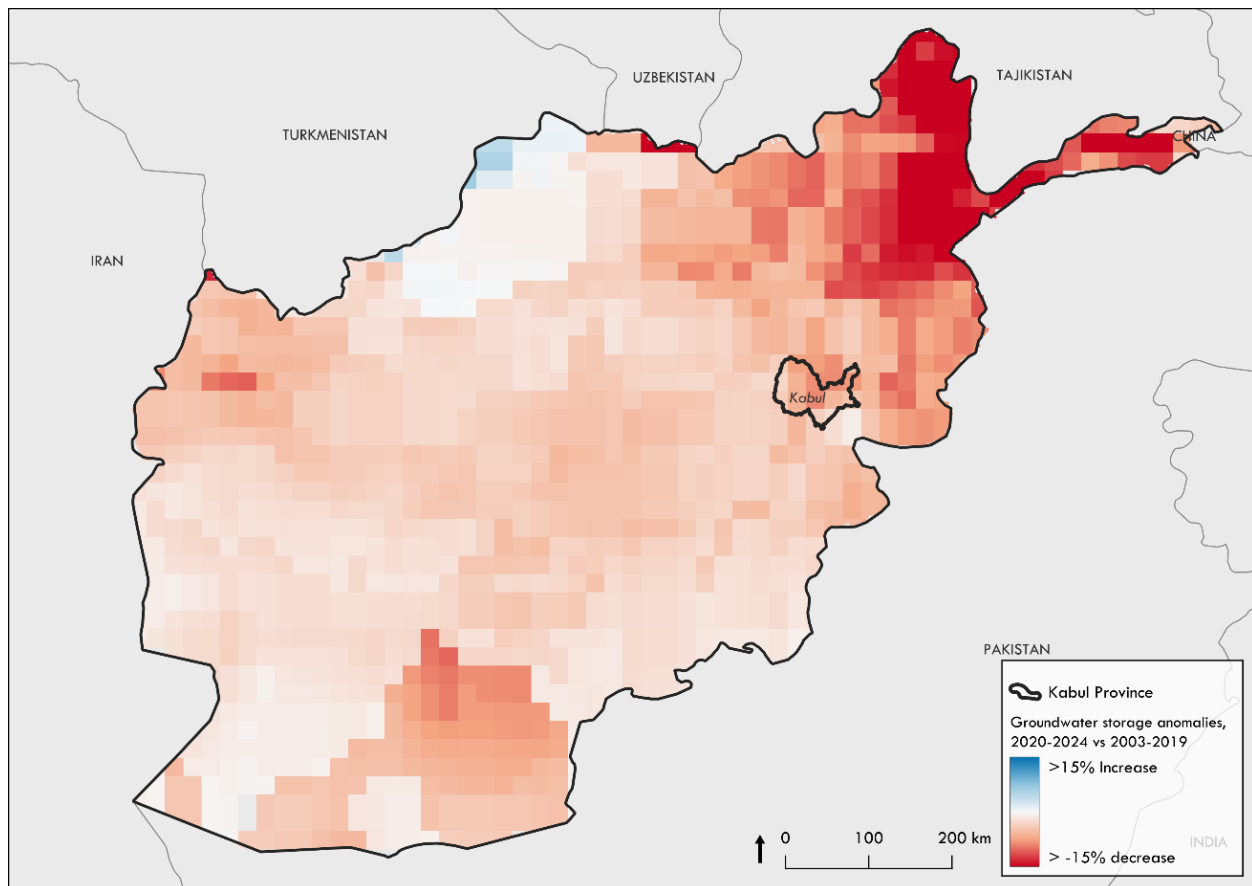 UZBEKISTAN
TAJIKISTAN
TURKMENISTAN
CHINA
IRAN
Kabul
PAKISTAN
Kabul Province
Groundwater storage anomalies,
2020-2024 vs 2003-2019
>15% Increase
> -15% decrease
INDIA
0 100 200 km